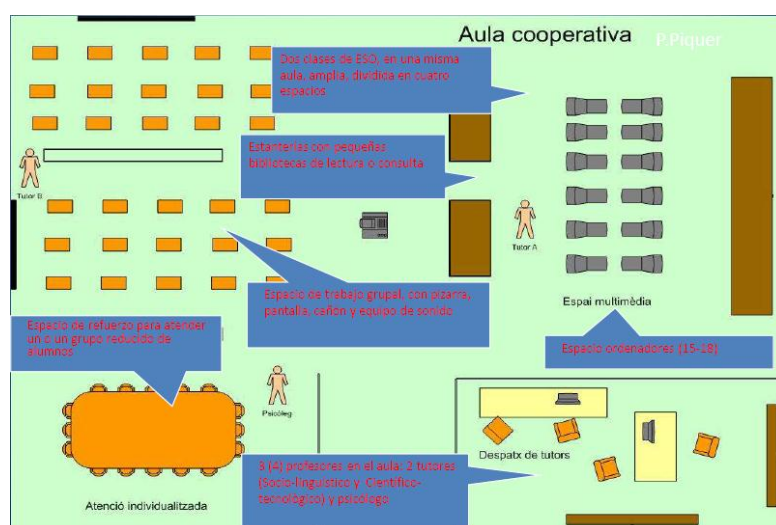 Aula cooperativa
P.Piquer
Dos clases de ESO, en una misma
aula, amplia, dividida en cuatro
espacios
Estanterías con pequeñas
bibliotecas de lectura o consulta
Tutor B
Tutor A
Espacio de trabajo grupal, con pizarra,
pantalla, cañón y equipo de sonido
Espai multimèdia
Espacio de refuerzo para atender
un o un grupo reducido de
alumnos
Espacio ordenadores (15-18)
Psicòleg
Despatx de tutors
3 (4) profesores en el aula: 2 tutores
(Socio-lingüístico y Científico-
tecnológico) y psicólogo
Atenció individualitzada